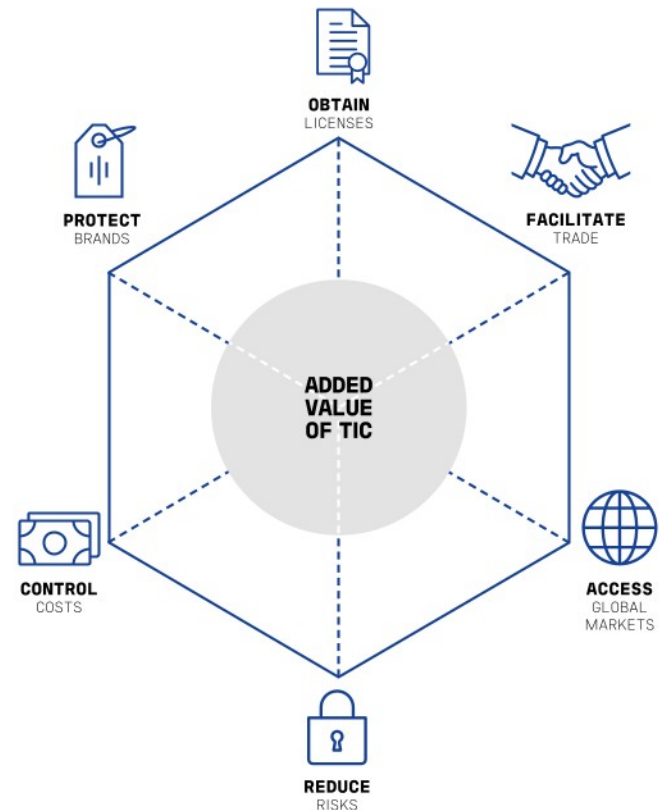 OBTAIN
LICENSES
PROTECT
BRANDS
FACILITATE
TRADE
ADDED
VALUE
OF TIC
CONTROL
COSTS
ACCESS
GLOBAL
MARKETS
REDUCE
RISKS